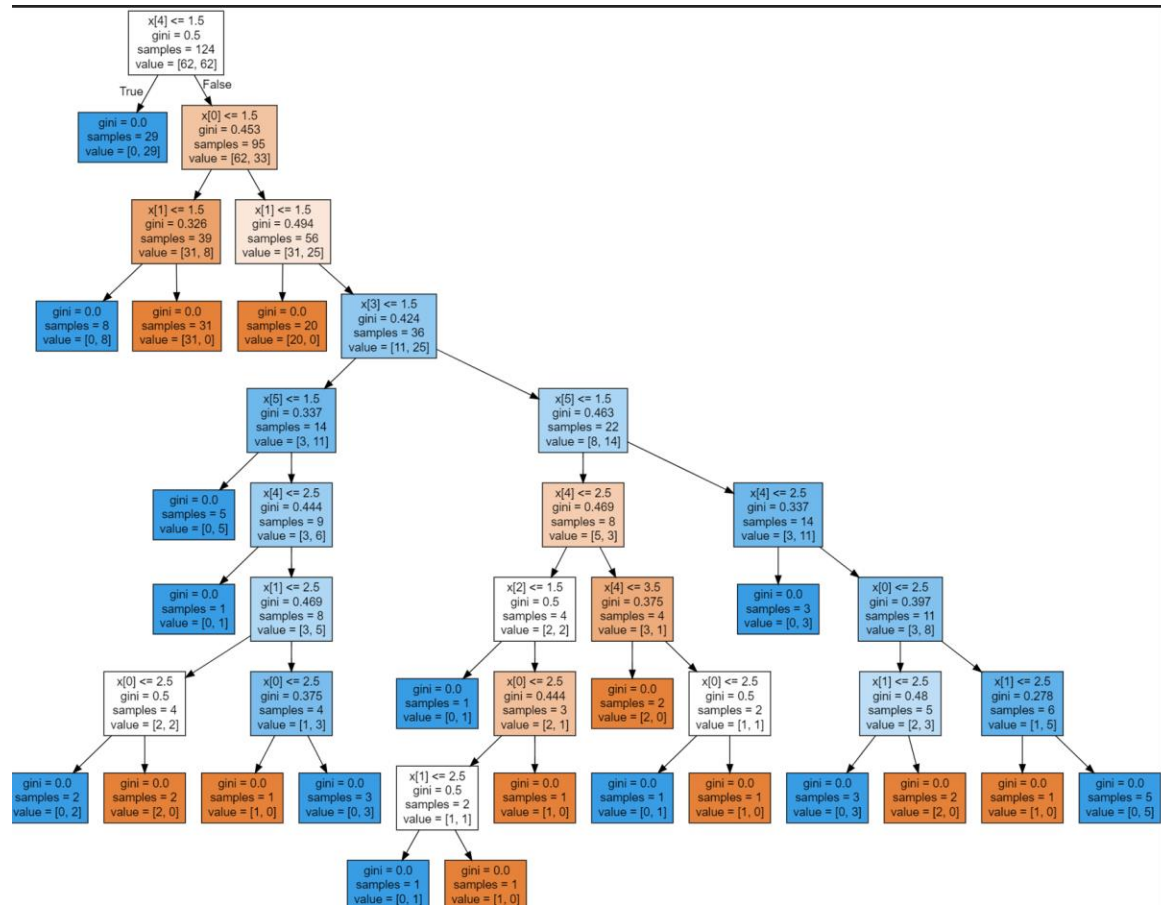 x[4] <= 1.5
gini = 0.5
samples = 124
value = [62, 62]
True
False
gini = 0.0
samples = 29
value = [0, 29]
x[0] <= 1.5
gini = 0.453
samples = 95
value = [62, 33]
x[1] <= 1.5
gini = 0.326
samples = 39
value = [31, 8]
x[1] <= 1.5
gini = 0.494
samples = 56
value = [31, 25]
gini = 0.0
samples = 8
value = [0, 8]
gini = 0.0
samples = 31
value = [31, 0]
gini = 0.0
samples = 20
value = [20, 0]
x[3] <= 1.5
gini = 0.424
samples = 36
value = [11, 25]
x[5] <= 1.5
gini = 0.337
samples = 14
value = [3, 11]
x[5] <= 1.5
gini = 0.463
samples = 22
value = [8, 14]
gini = 0.0
samples = 5
value = [0, 5]
x[4] <= 2.5
gini = 0.444
samples = 9
value = [3, 6]
x[4] <= 2.5
gini = 0.469
samples = 8
value = [5, 3]
x[4] <= 2.5
gini = 0.337
samples = 14
value = [3, 11]
gini = 0.0
samples = 1
value = [0, 1]
x[1] <= 2.5
gini = 0.469
samples = 8
value = [3, 5]
x[2] <= 1.5
gini = 0.5
samples = 4
value = [2, 2]
x[4] <= 3.5
gini = 0.375
samples = 4
value = [3, 1]
gini = 0.0
samples = 3
value = [0, 3]
x[0] <= 2.5
gini = 0.397
samples = 11
value = [3, 8]
x[0] <= 2.5
gini = 0.5
samples = 4
value = [2, 2]
x[0] <= 2.5
gini = 0.375
samples = 4
value = [1, 3]
gini = 0.0
samples = 1
value = [0, 1]
x[0] <= 2.5
gini = 0.444
samples = 3
value = [2, 1]
gini = 0.0
samples = 2
value = [2, 0]
x[0] <= 2.5
gini = 0.5
samples = 2
value = [1, 1]
x[1] <= 2.5
gini = 0.48
samples = 5
value = [2, 3]
x[1] <= 2.5
gini = 0.278
samples = 6
value = [1, 5]
gini = 0.0
samples = 2
value = [0, 2]
gini = 0.0
samples = 2
value = [2, 0]
gini = 0.0
samples = 1
value = [1, 0]
gini = 0.0
samples = 3
value = [0, 3]
x[1] <= 2.5
gini = 0.5
samples = 2
value = [1, 1]
gini = 0.0
samples = 1
value = [1, 0]
gini = 0.0
samples = 1
value = [0, 1]
gini = 0.0
samples = 1
value = [1, 0]
gini = 0.0
samples = 3
value = [0, 3]
gini = 0.0
samples = 2
value = [2, 0]
gini = 0.0
samples = 1
value = [1, 0]
gini = 0.0
samples = 5
value = [0, 5]
gini = 0.0
samples = 1
value = [0, 1]
gini = 0.0
samples = 1
value = [1, 0]